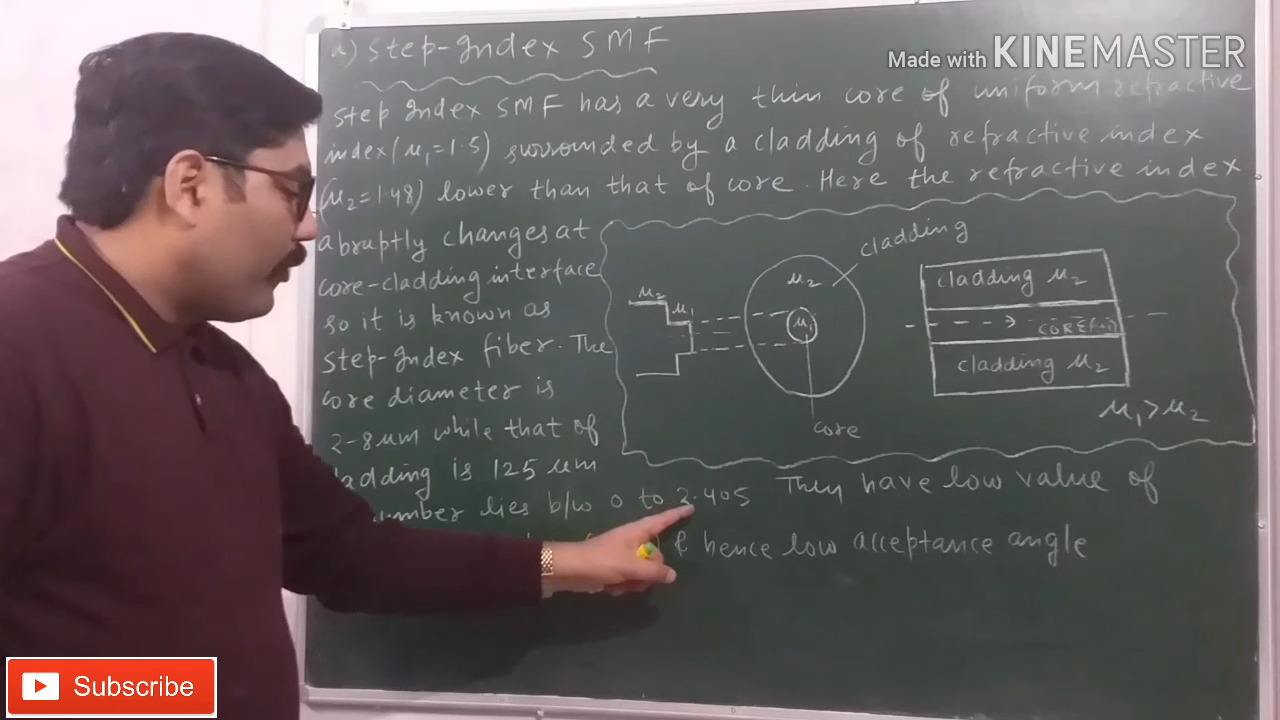 Made with KINEMASTER
a) Step-Index SMF
Step Index SMF has a very thin core of uniform refractive
index (μ₁=1.5) surrounded by a cladding of refractive index
(μ₂=1.48) lower than that of core. Here the refractive index
abruptly changes at
core-cladding interface
so it is known as
Step-Index fiber. The
core diameter is
2-8μm while that of
cladding is 125 μm
lies b/w 0 to 2.405 They have low value of
& hence low acceptance angle
μ₂
μ₁
μ₂
μ₁
cladding
core
cladding μ₂
CORE
cladding μ₂
μ₁>μ₂
Subscribe